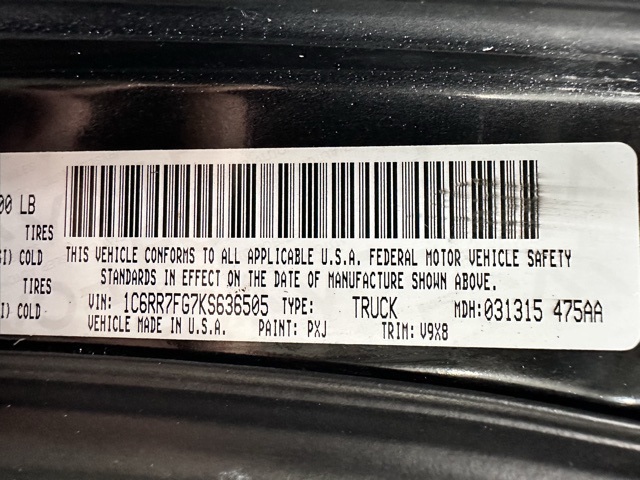 00 LB
TIRES
I) COLD
TIRES
I) COLD
THIS VEHICLE CONFORMS TO ALL APPLICABLE U.S.A. FEDERAL MOTOR VEHICLE SAFETY
STANDARDS IN EFFECT ON THE DATE OF MANUFACTURE SHOWN ABOVE.
VIN: 1C6RR7FG7KS636505 TYPE: TRUCK MDH:031315 475AA
VEHICLE MADE IN U.S.A. PAINT: PXJ TRIM: V9X8